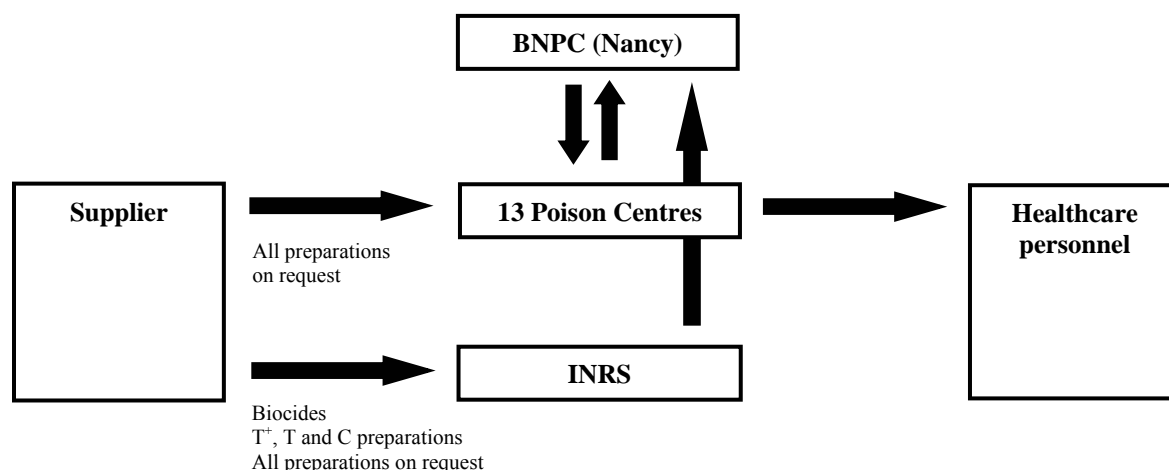 BNPC (Nancy)
Supplier
13 Poison Centres
Healthcare
personnel
All preparations
on request
INRS
Biocides
T⁺, T and C preparations
All preparations on request